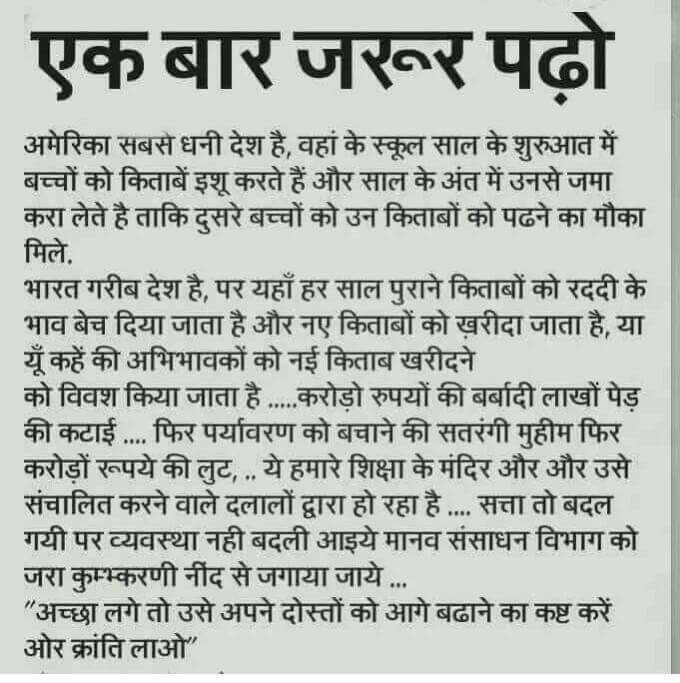 एक बार जरूर पढ़ो
अमेरिका सबसे धनी देश है, वहां के स्कूल साल के शुरुआत में
बच्चों को किताबें इशू करते हैं और साल के अंत में उनसे जमा
करा लेते है ताकि दुसरे बच्चों को उन किताबों को पढने का मौका
मिले.
भारत गरीब देश है, पर यहाँ हर साल पुराने किताबों को रददी के
भाव बेच दिया जाता है और नए किताबों को ख़रीदा जाता है, या
यूँ कहें की अभिभावकों को नई किताब खरीदने
को विवश किया जाता है .....करोड़ो रुपयों की बर्बादी लाखों पेड़
की कटाई .... फिर पर्यावरण को बचाने की सतरंगी मुहीम फिर
करोड़ों रूपये की लुट, .. ये हमारे शिक्षा के मंदिर और और उसे
संचालित करने वाले दलालों द्वारा हो रहा है .... सत्ता तो बदल
गयी पर व्यवस्था नही बदली आइये मानव संसाधन विभाग को
जरा कुम्भकरणी नींद से जगाया जाये ...
"अच्छा लगे तो उसे अपने दोस्तों को आगे बढाने का कष्ट करें
ओर क्रांति लाओ"